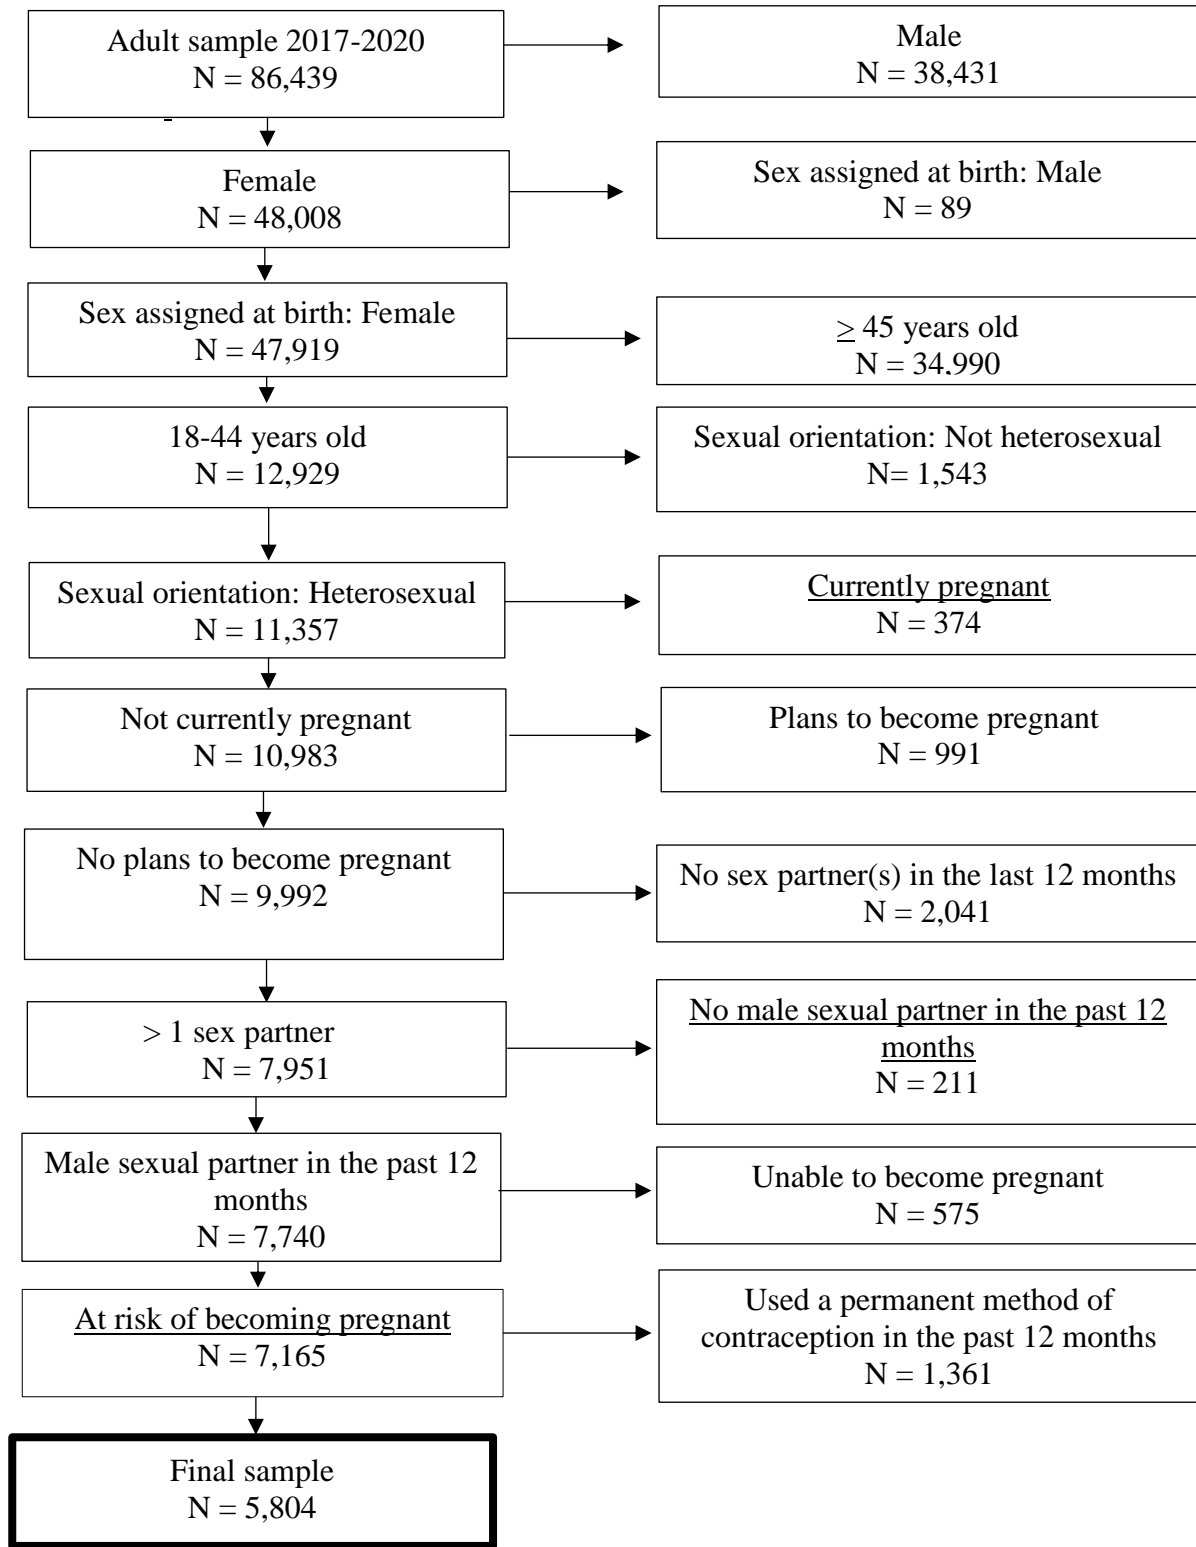 Adult sample 2017-2020
N = 86,439
Male
N = 38,431
Female
N = 48,008
Sex assigned at birth: Male
N = 89
Sex assigned at birth: Female
N = 47,919
≥ 45 years old
N = 34,990
18-44 years old
N = 12,929
Sexual orientation: Not heterosexual
N= 1,543
Sexual orientation: Heterosexual
N = 11,357
Currently pregnant
N = 374
Not currently pregnant
N = 10,983
Plans to become pregnant
N = 991
No plans to become pregnant
N = 9,992
No sex partner(s) in the last 12 months
N = 2,041
> 1 sex partner
N = 7,951
No male sexual partner in the past 12
months
N = 211
Male sexual partner in the past 12
months
N = 7,740
Unable to become pregnant
N = 575
At risk of becoming pregnant
N = 7,165
Used a permanent method of
contraception in the past 12 months
N = 1,361
Final sample
N = 5,804